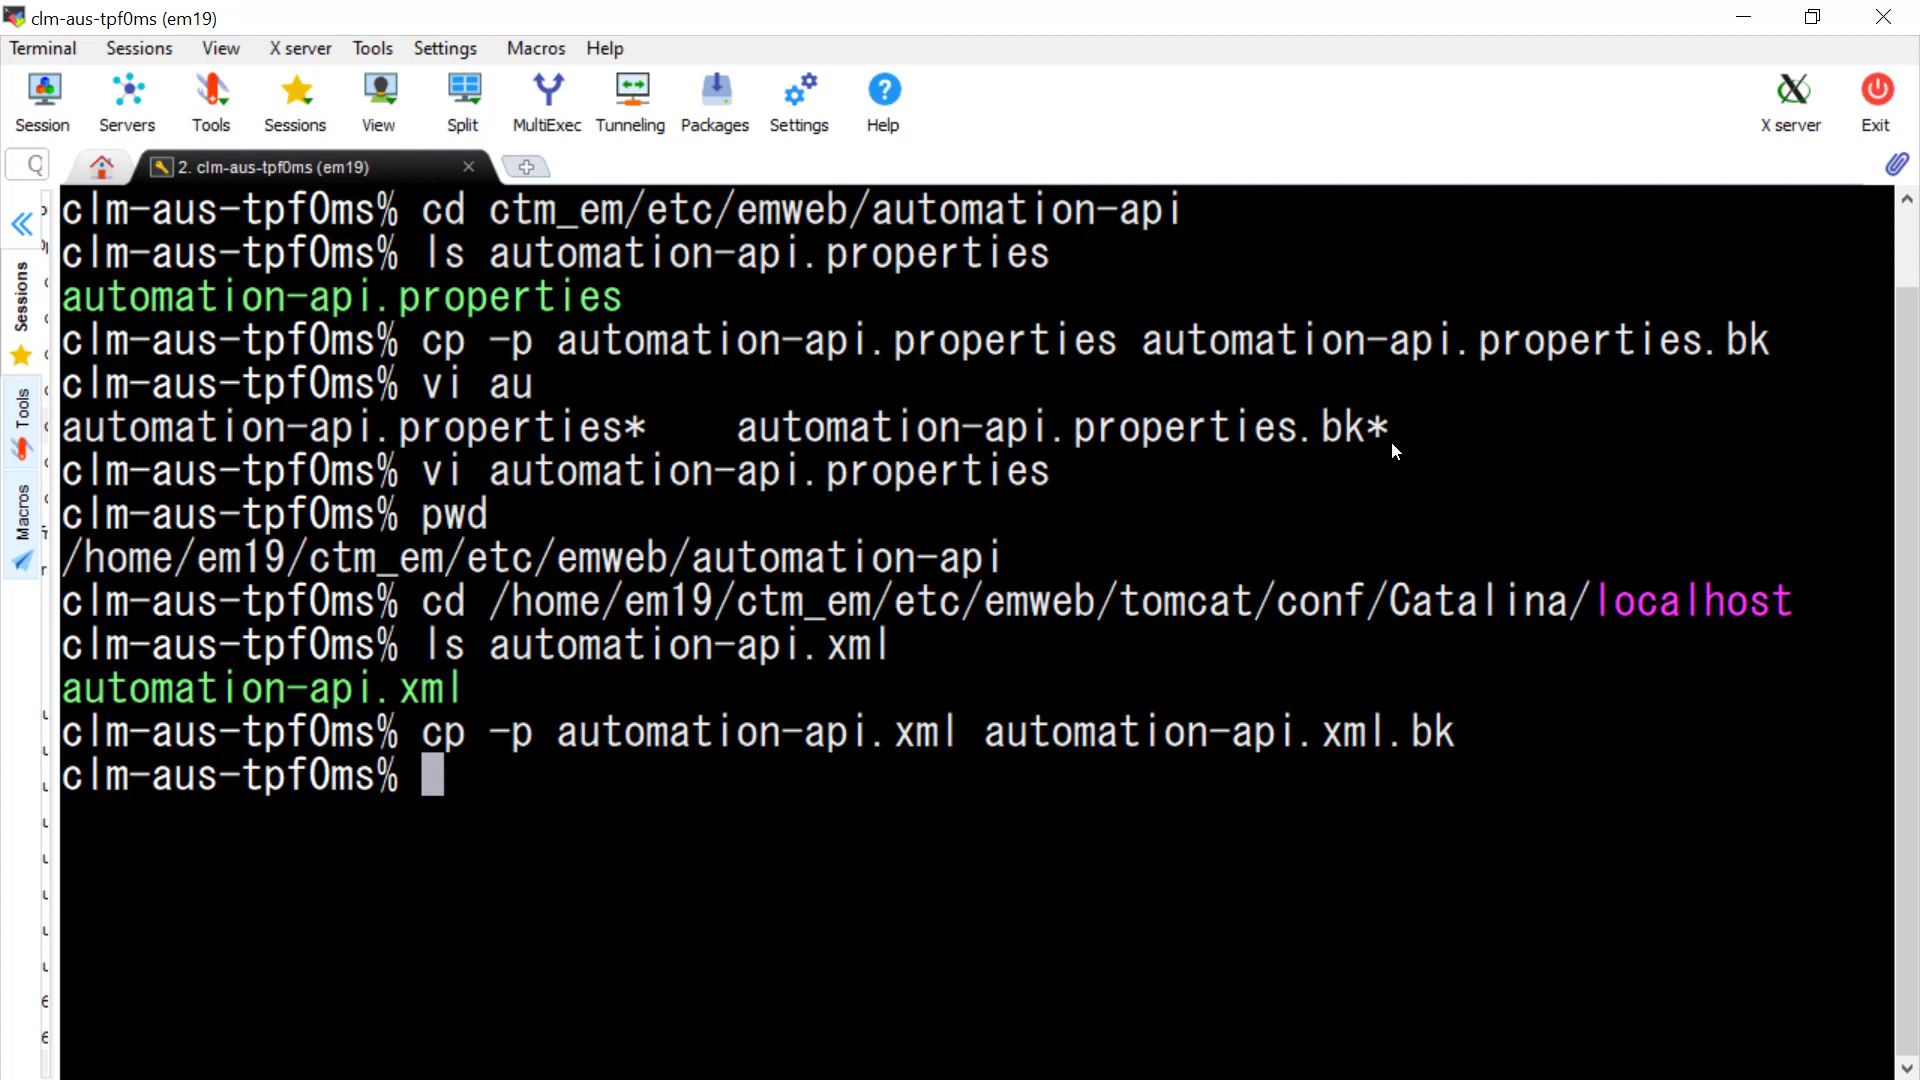 clm-aus-tpf0ms (em19)
Terminal Sessions View X server Tools Settings Macros Help
Session Servers Tools Sessions View Split MultiExec Tunneling Packages Settings Help X server Exit
2. clm-aus-tpf0ms (em19)
Sessions
Tools
Macros
clm-aus-tpf0ms% cd ctm_em/etc/emweb/automation-api
clm-aus-tpf0ms% ls automation-api.properties
automation-api.properties
clm-aus-tpf0ms% cp -p automation-api.properties automation-api.properties.bk
clm-aus-tpf0ms% vi au
automation-api.properties* automation-api.properties.bk*
clm-aus-tpf0ms% vi automation-api.properties
clm-aus-tpf0ms% pwd
/home/em19/ctm_em/etc/emweb/automation-api
clm-aus-tpf0ms% cd /home/em19/ctm_em/etc/emweb/tomcat/conf/Catalina/localhost
clm-aus-tpf0ms% ls automation-api.xml
automation-api.xml
clm-aus-tpf0ms% cp -p automation-api.xml automation-api.xml.bk
clm-aus-tpf0ms%